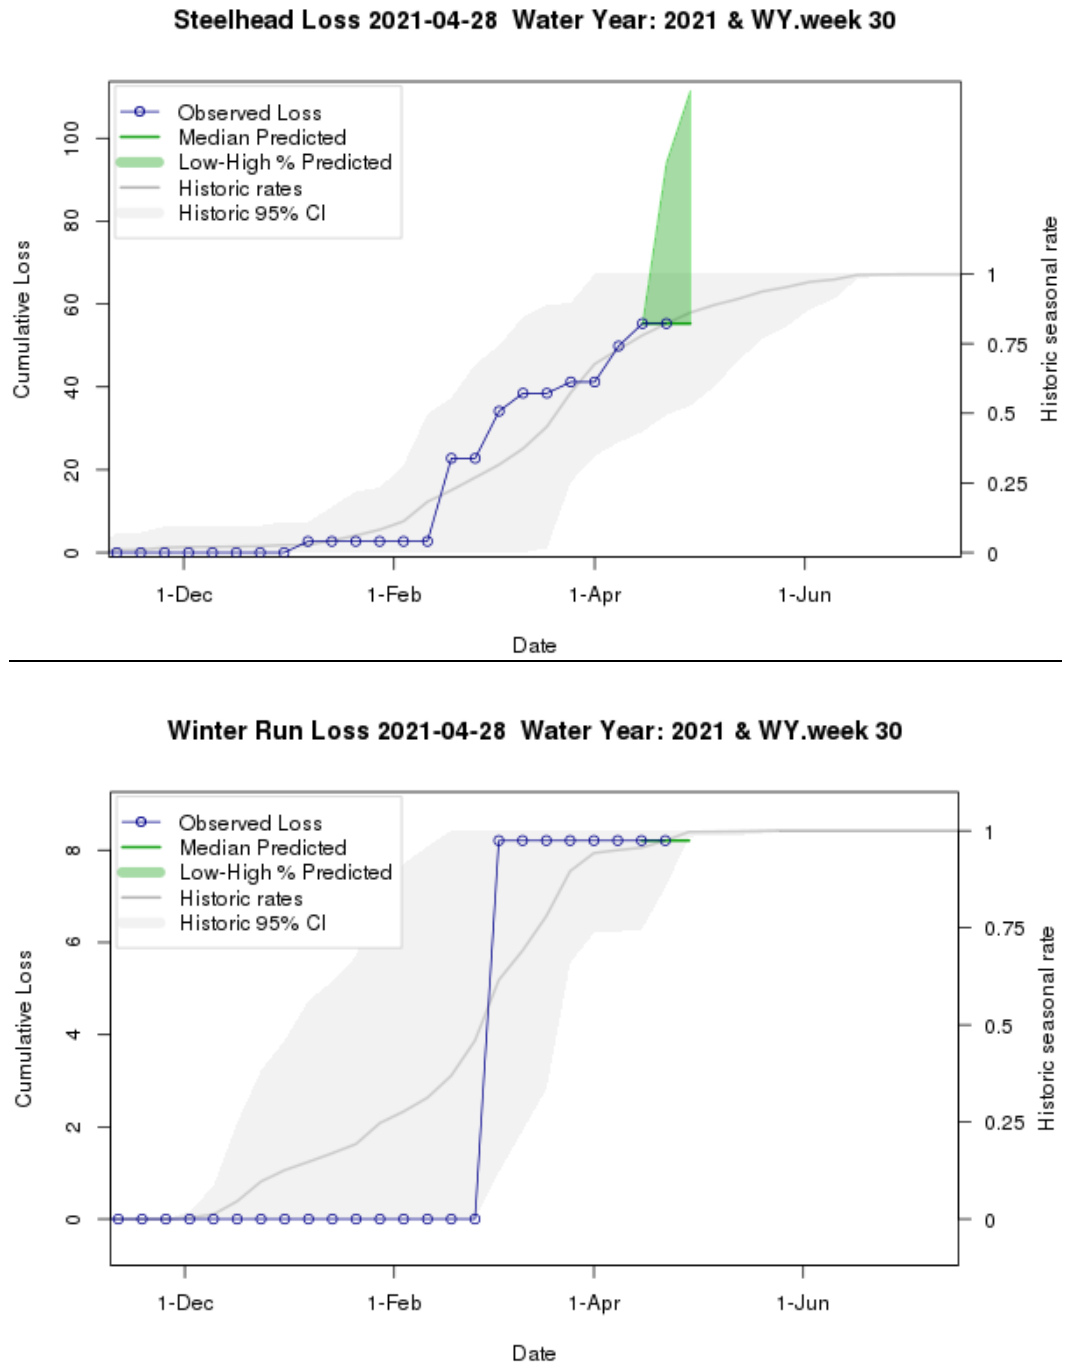 Steelhead Loss 2021-04-28 Water Year: 2021 & WY.week 30
Observed Loss
Median Predicted
Low-High % Predicted
Historic rates
Historic 95% CI
Cumulative Loss
0
20
40
60
80
100
Historic seasonal rate
1
0.75
0.5
0.25
0
1-Dec
1-Feb
1-Apr
1-Jun
Date
Winter Run Loss 2021-04-28 Water Year: 2021 & WY.week 30
Observed Loss
Median Predicted
Low-High % Predicted
Historic rates
Historic 95% CI
Cumulative Loss
0
2
4
6
8
Historic seasonal rate
1
0.75
0.5
0.25
0
1-Dec
1-Feb
1-Apr
1-Jun
Date